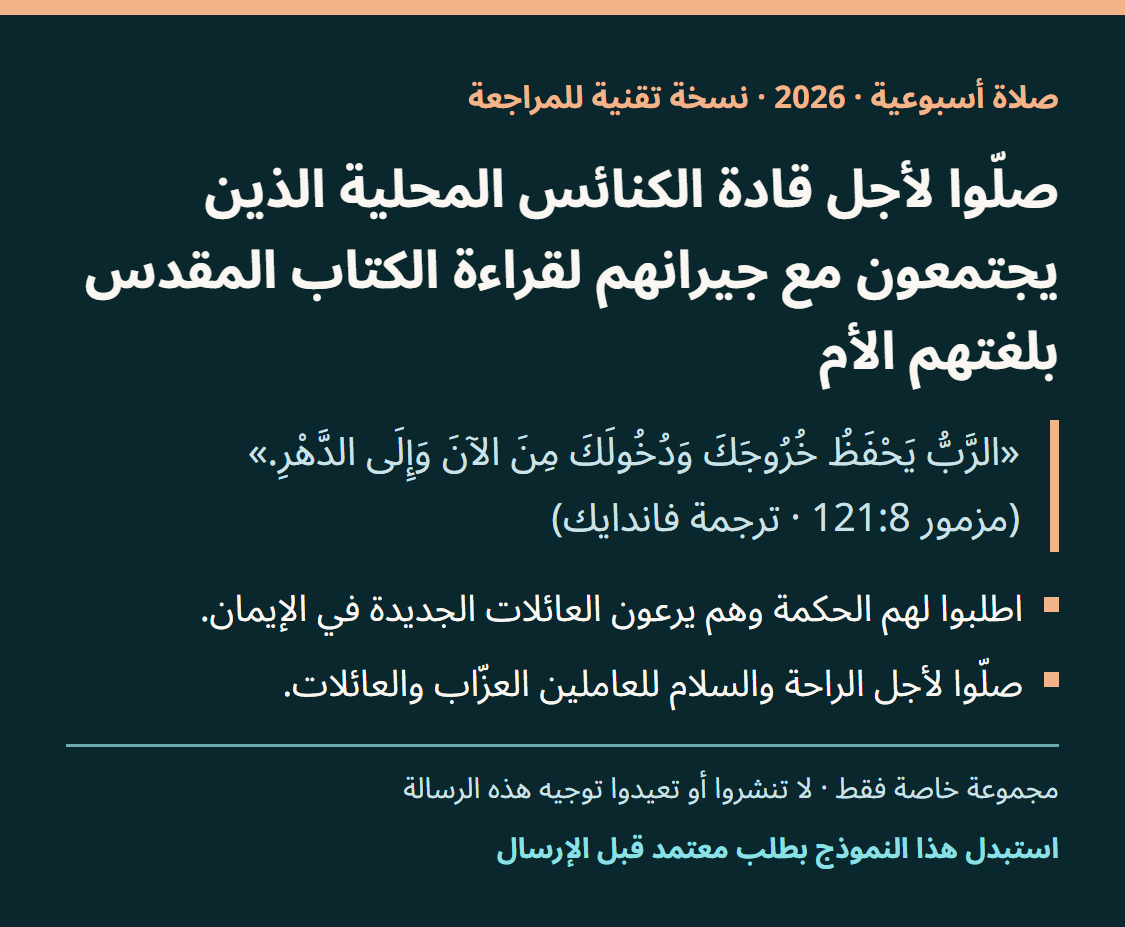 صلاة أسبوعية · 2026 · نسخة تقنية للمراجعة
صلّوا لأجل قادة الكنائس المحلية الذين
يجتمعون مع جيرانهم لقراءة الكتاب المقدس
بلغتهم الأم
«الرَّبُّ يَحْفَظُ خُرُوجَكَ وَدُخُولَكَ مِنَ الآنَ وَإِلَى الدَّهْرِ.»
(مزمور 121:8 · ترجمة فاندايك)
اطلبوا لهم الحكمة وهم يرعون العائلات الجديدة في الإيمان.
صلّوا لأجل الراحة والسلام للعاملين العزّاب والعائلات.
مجموعة خاصة فقط · لا تنشروا أو تعيدوا توجيه هذه الرسالة
استبدل هذا النموذج بطلب معتمد قبل الإرسال